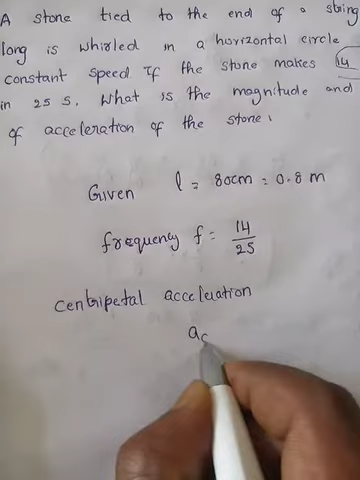 A stone tied to the end of a string
long is whirled in a horizontal circle
constant speed. If the stone makes 14
in 25 s. What is the magnitude and
of acceleration of the stone.
Given l = 80cm = 0.8 m
frequency f = 14/25
centripetal acceleration
ac